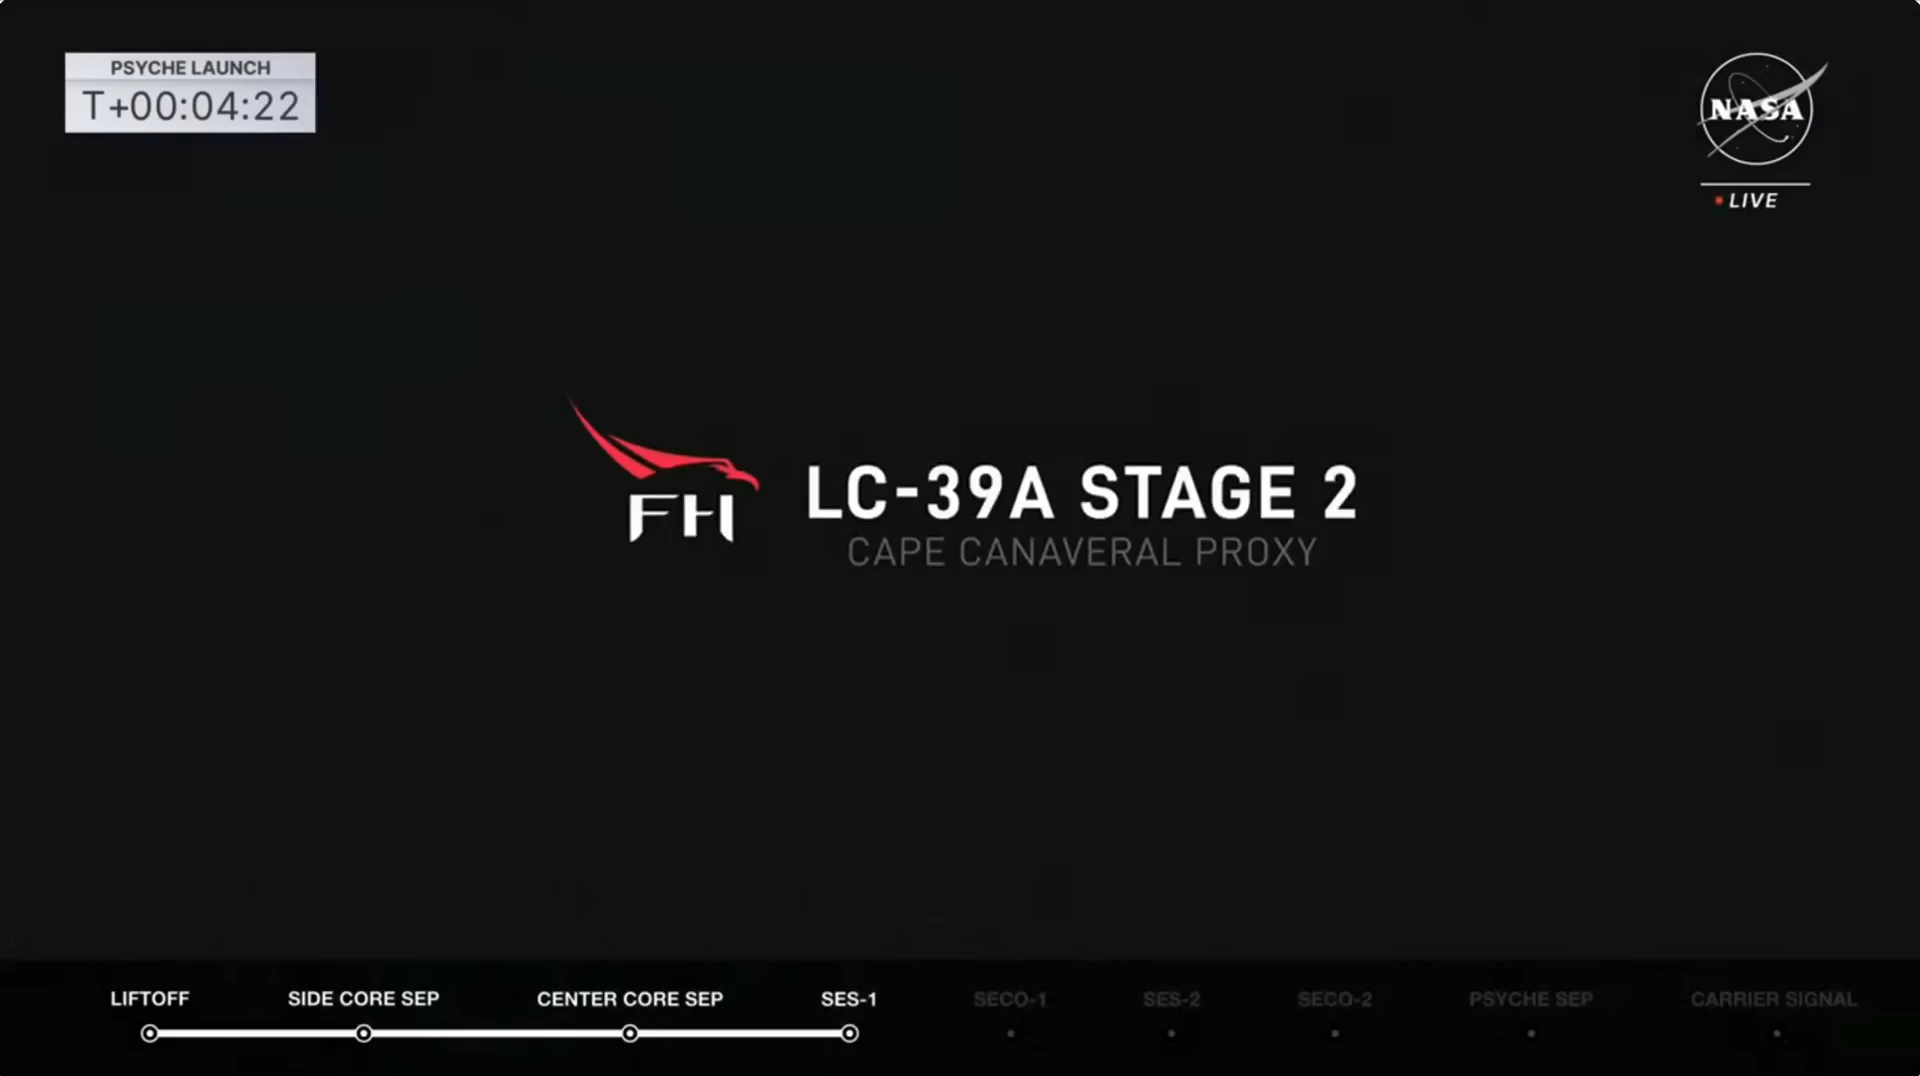 PSYCHE LAUNCH
T+00:04:22
NASA
LIVE
FH
LC-39A STAGE 2
CAPE CANAVERAL PROXY
LIFTOFF
SIDE CORE SEP
CENTER CORE SEP
SES-1
SECO-1
SES-2
SECO-2
PSYCHE SEP
CARRIER SIGNAL